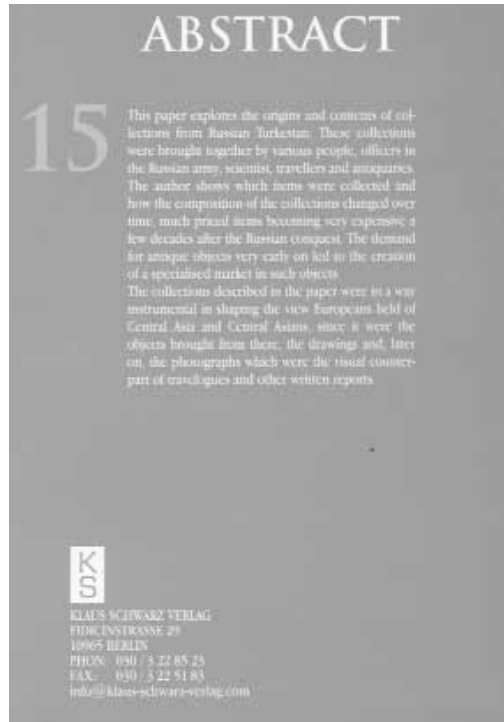 ABSTRACT
15
This paper explores the origins and contents of col-
lections from Russian Turkestan. These collections
were brought together by various people, officers in
the Russian army, scientist, travellers and antiquaries.
The author shows which items were collected and
how the composition of the collections changed over
time, much priced items becoming very expensive a
few decades after the Russian conquest. The demand
for antique objects very early on led to the creation
of a specialised market in such objects
The collections described in the paper were in a way
instrumental in shaping the view Europeans held of
Central Asia and Central Asians, since it were the
objects brought from there, the drawings and, later
on, the photographs which were the visual counter-
part of travelogues and other written reports
K
S
KLAUS SCHWARZ VERLAG
FIDICINSTRASSE 29
10965 BERLIN
PHON: 030 / 3 22 85 23
FAX: 030 / 3 22 51 83
info@klaus-schwarz-verlag.com